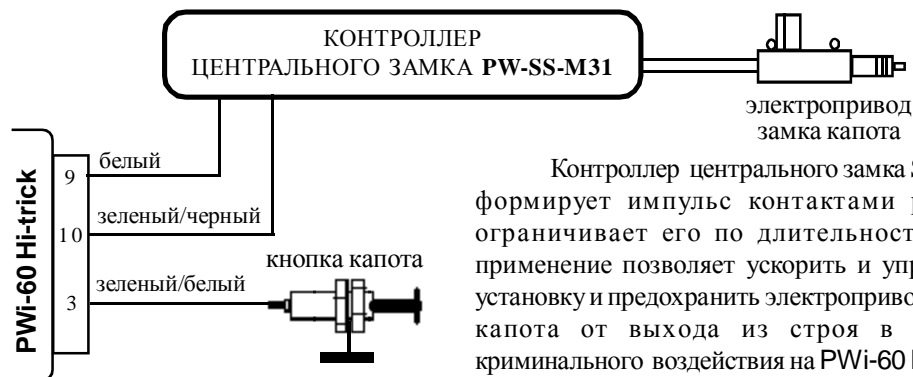 КОНТРОЛЛЕР
ЦЕНТРАЛЬНОГО ЗАМКА PW-SS-M31
электропривод
замка капота
PWi-60 Hi-trick
9 белый
10 зеленый/черный
3 зеленый/белый
кнопка капота
Контроллер центрального замка
формирует импульс контактами
ограничивает его по длительност
применение позволяет ускорить и упр
установку и предохранить электроприво
капота от выхода из строя в
криминального воздействия на PWi-60